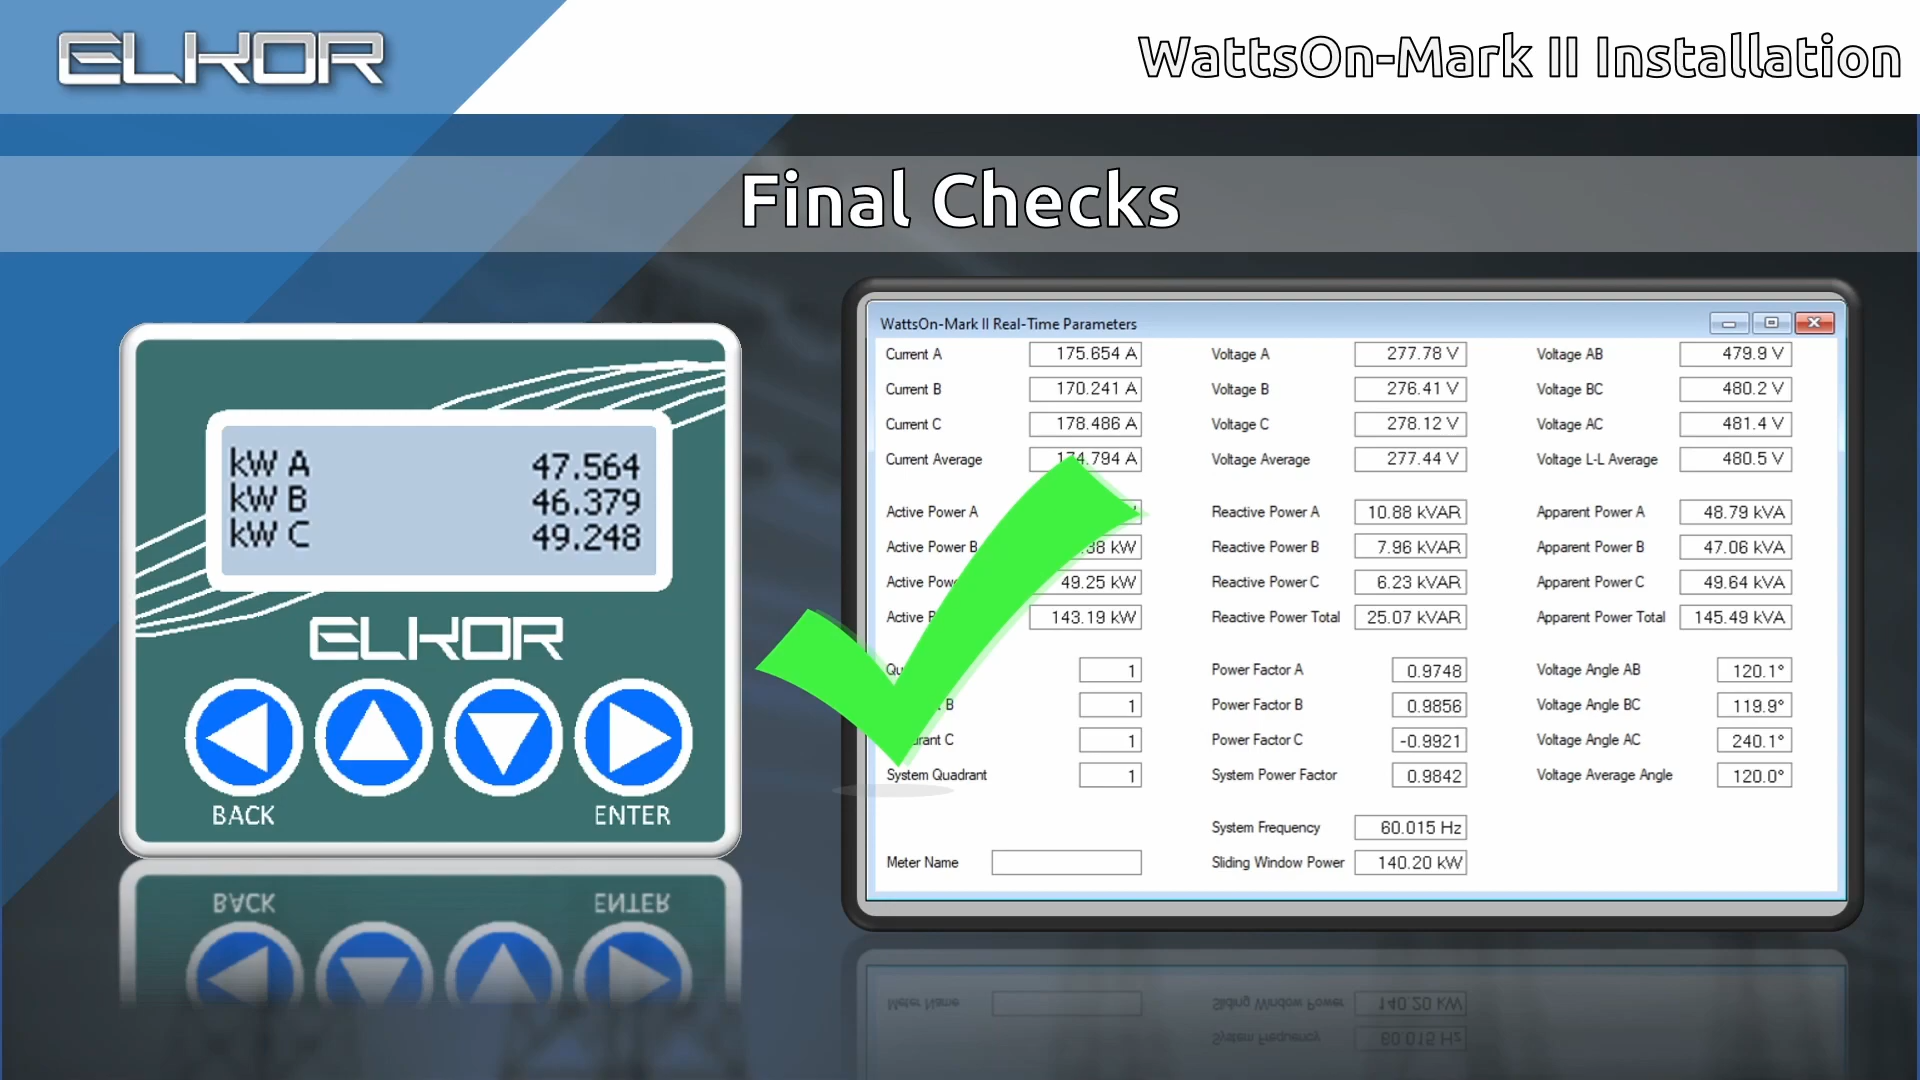 ELKOR
WattsOn-Mark II Installation
Final Checks
kW A 47.564
kW B 46.379
kW C 49.248
ELKOR
BACK ENTER
WattsOn-Mark II Real-Time Parameters
Current A 175.654 A Voltage A 277.78 V Voltage AB 479.9 V
Current B 170.241 A Voltage B 276.41 V Voltage BC 480.2 V
Current C 178.486 A Voltage C 278.12 V Voltage AC 481.4 V
Current Average 174.794 A Voltage Average 277.44 V Voltage L-L Average 480.5 V
Active Power A Reactive Power A 10.88 kVAR Apparent Power A 48.79 kVA
Active Power B .38 kW Reactive Power B 7.96 kVAR Apparent Power B 47.06 kVA
Active 49.25 kW Reactive Power C 6.23 kVAR Apparent Power C 49.64 kVA
Active 143.19 kW Reactive Power Total 25.07 kVAR Apparent Power Total 145.49 kVA
1 Power Factor A 0.9748 Voltage Angle AB 120.1°
B 1 Power Factor B 0.9856 Voltage Angle BC 119.9°
C 1 Power Factor C -0.9921 Voltage Angle AC 240.1°
System Quadrant 1 System Power Factor 0.9842 Voltage Average Angle 120.0°
System Frequency 60.015 Hz
Meter Name Sliding Window Power 140.20 kW